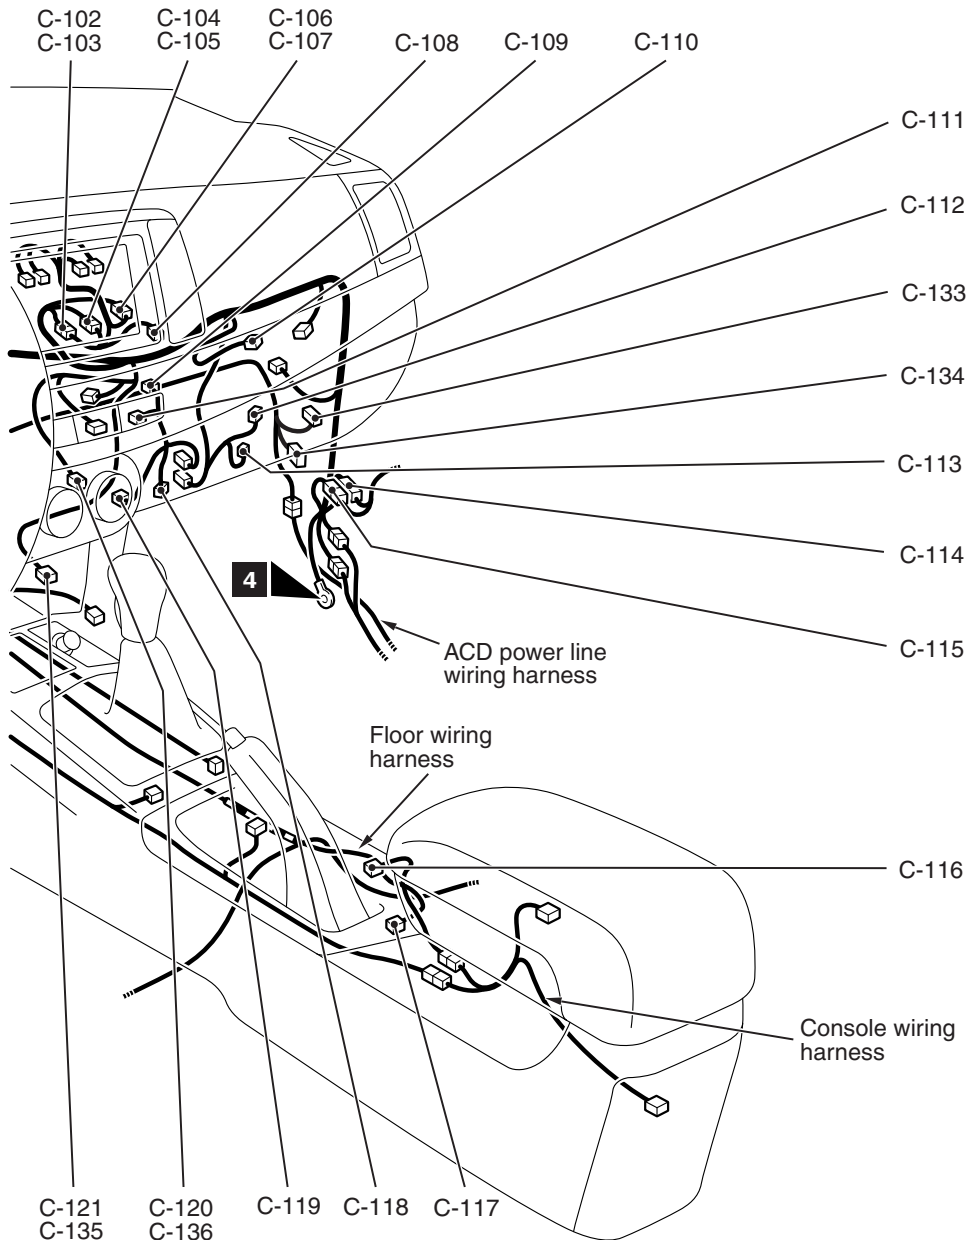 C-102
C-103
C-104
C-105
C-106
C-107
C-108
C-109
C-110
C-111
C-112
C-133
C-134
C-113
C-114
4
C-115
ACD power line
wiring harness
Floor wiring
harness
C-116
Console wiring
harness
C-121
C-135
C-120
C-136
C-119
C-118
C-117